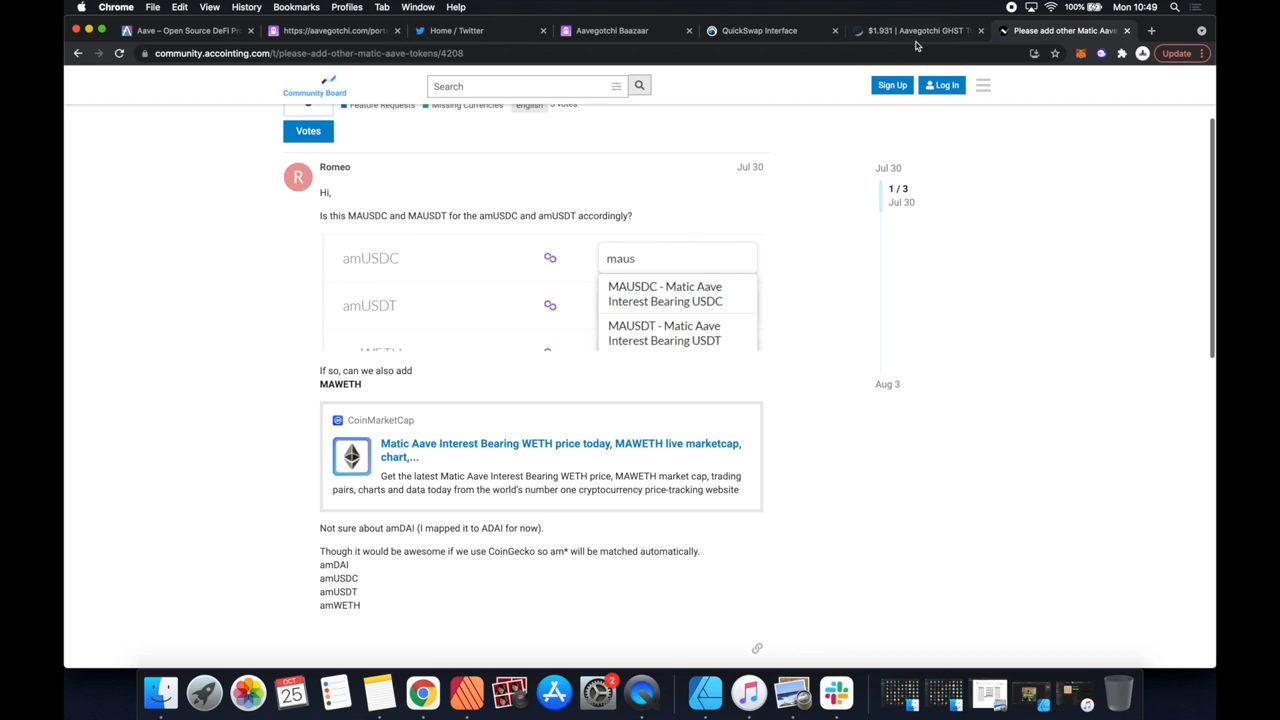 Chrome File Edit View History Bookmarks Profiles Tab Window Help 100% Mon 10:49
Aave – Open Source DeFi Pro × https://aavegotchi.com/port × Home / Twitter × Aavegotchi Baazaar × QuickSwap Interface × $1.931 | Aavegotchi GHST T × Please add other Matic Aave ×
community.accointing.com/t/please-add-other-matic-aave-tokens/4208 Update
Community Board Search Sign Up Log In
Feature Requests Missing Currencies english 3 votes
Votes
R Romeo Jul 30
Jul 30
Hi,
1 / 3
Jul 30
Is this MAUSDC and MAUSDT for the amUSDC and amUSDT accordingly?
amUSDC maus
MAUSDC - Matic Aave
Interest Bearing USDC
amUSDT MAUSDT - Matic Aave
Interest Bearing USDT
If so, can we also add
MAWETH
Aug 3
CoinMarketCap
Matic Aave Interest Bearing WETH price today, MAWETH live marketcap,
chart,...
Get the latest Matic Aave Interest Bearing WETH price, MAWETH market cap, trading
pairs, charts and data today from the world's number one cryptocurrency price-tracking website
Not sure about amDAI (I mapped it to ADAI for now).
Though it would be awesome if we use CoinGecko so am* will be matched automatically.
amDAI
amUSDC
amUSDT
amWETH
OCT
25
2